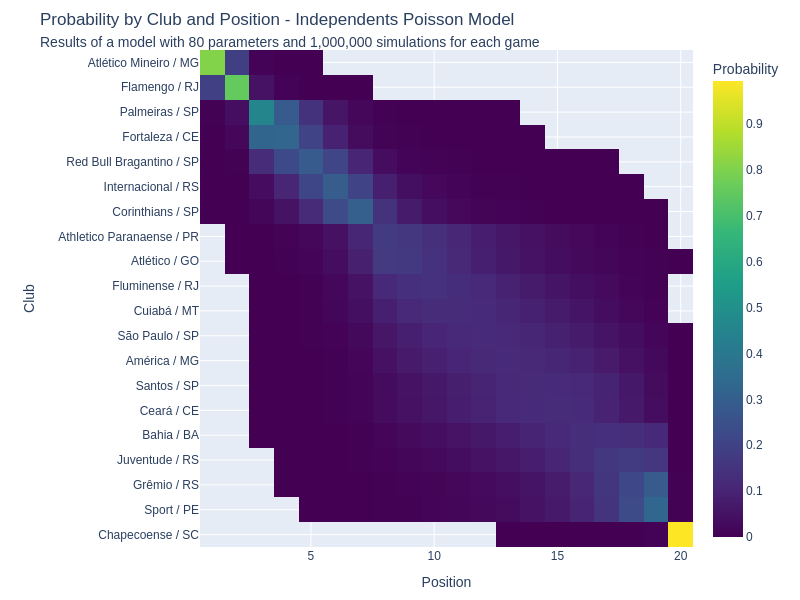 Probability by Club and Position - Independents Poisson Model
Results of a model with 80 parameters and 1,000,000 simulations for each game
Probability
Club
Atlético Mineiro / MG
Flamengo / RJ
Palmeiras / SP
Fortaleza / CE
Red Bull Bragantino / SP
Internacional / RS
Corinthians / SP
Athletico Paranaense / PR
Atlético / GO
Fluminense / RJ
Cuiabá / MT
São Paulo / SP
América / MG
Santos / SP
Ceará / CE
Bahia / BA
Juventude / RS
Grêmio / RS
Sport / PE
Chapecoense / SC
0.9
0.8
0.7
0.6
0.5
0.4
0.3
0.2
0.1
0
5 10 15 20
Position